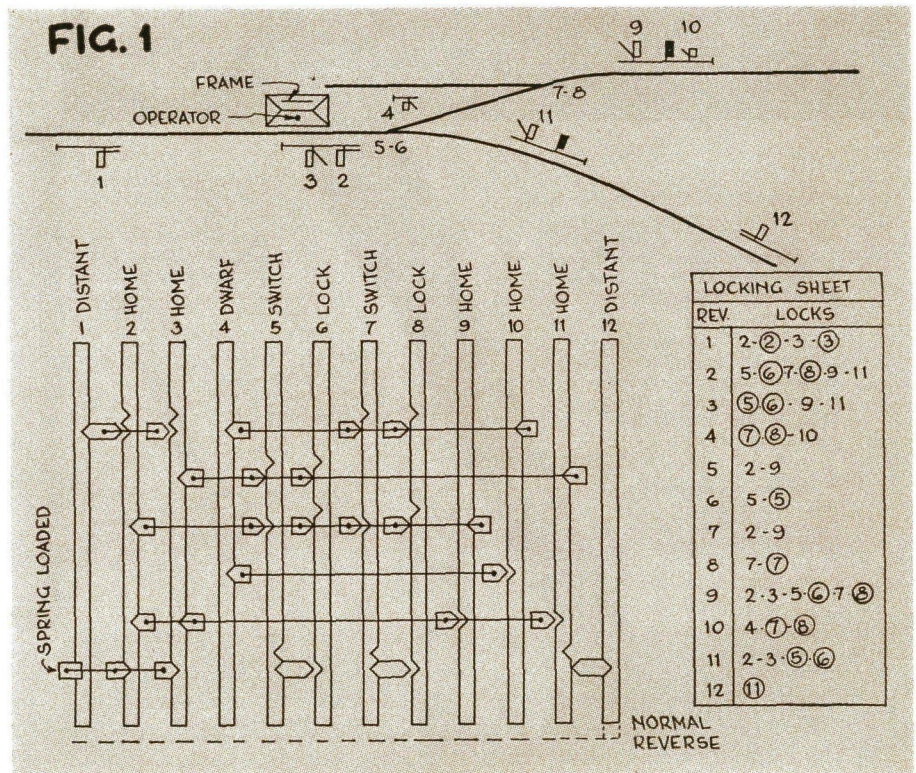 FIG. 1
FRAME
OPERATOR
9 10
4
7-8
11
5-6
1
3 2
12
1 DISTANT
2 HOME
3 HOME
4 DWARF
5 SWITCH
6 LOCK
7 SWITCH
8 LOCK
9 HOME
10 HOME
11 HOME
12 DISTANT
SPRING LOADED
NORMAL
REVERSE
LOCKING SHEET
REV. LOCKS
1 2-②-3-③
2 5-⑥7-⑧-9-11
3 ⑤⑥-9-11
4 ⑦-⑧-10
5 2-9
6 5-⑤
7 2-9
8 7-⑦
9 2-3-5-⑥-7-⑧
10 4-⑦-⑧
11 2-3-⑤-⑥
12 ⑪